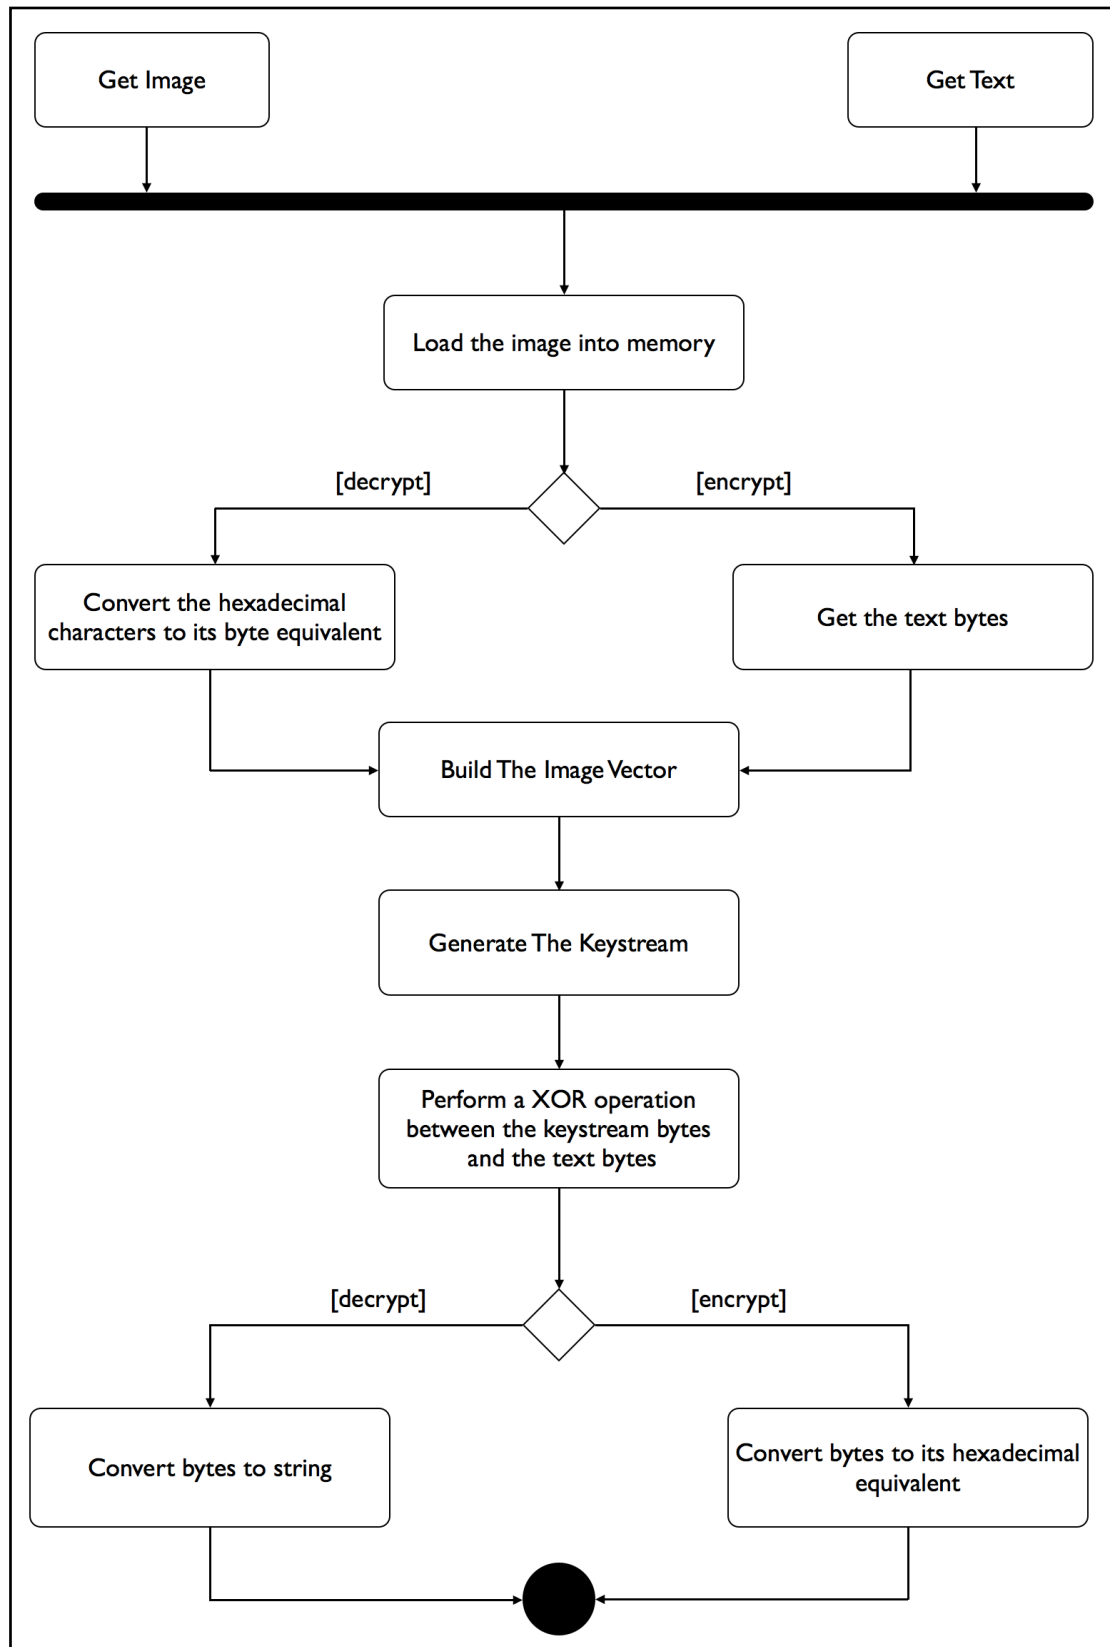 Get Image
Get Text
Load the image into memory
[decrypt]
[encrypt]
Convert the hexadecimal
characters to its byte equivalent
Get the text bytes
Build The Image Vector
Generate The Keystream
Perform a XOR operation
between the keystream bytes
and the text bytes
[decrypt]
[encrypt]
Convert bytes to string
Convert bytes to its hexadecimal
equivalent